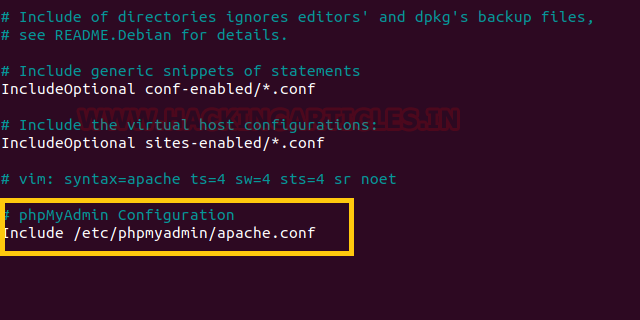 # Include of directories ignores editors' and dpkg's backup files,
# see README.Debian for details.
# Include generic snippets of statements
IncludeOptional conf-enabled/*.conf
WWW.HACKINGARTICLES.IN
# Include the virtual host configurations:
IncludeOptional sites-enabled/*.conf
# vim: syntax=apache ts=4 sw=4 sts=4 sr noet
# phpMyAdmin Configuration
Include /etc/phpmyadmin/apache.conf